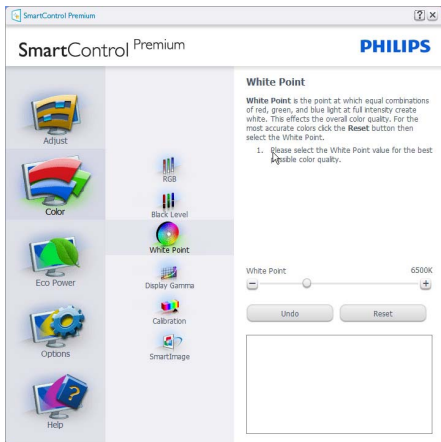 SmartControl Premium
SmartControl Premium
PHILIPS
Adjust
Color
Eco Power
Options
Help
RGB
Black Level
White Point
Display Gamma
Calibration
SmartImage
White Point
White Point is the point at which equal combinations
of red, green, and blue light at full intensity create
white. This effects the overall color quality. For the
most accurate colors click the Reset button then
select the White Point.
1. Please select the White Point value for the best
possible color quality.
White Point 6500K
Undo Reset